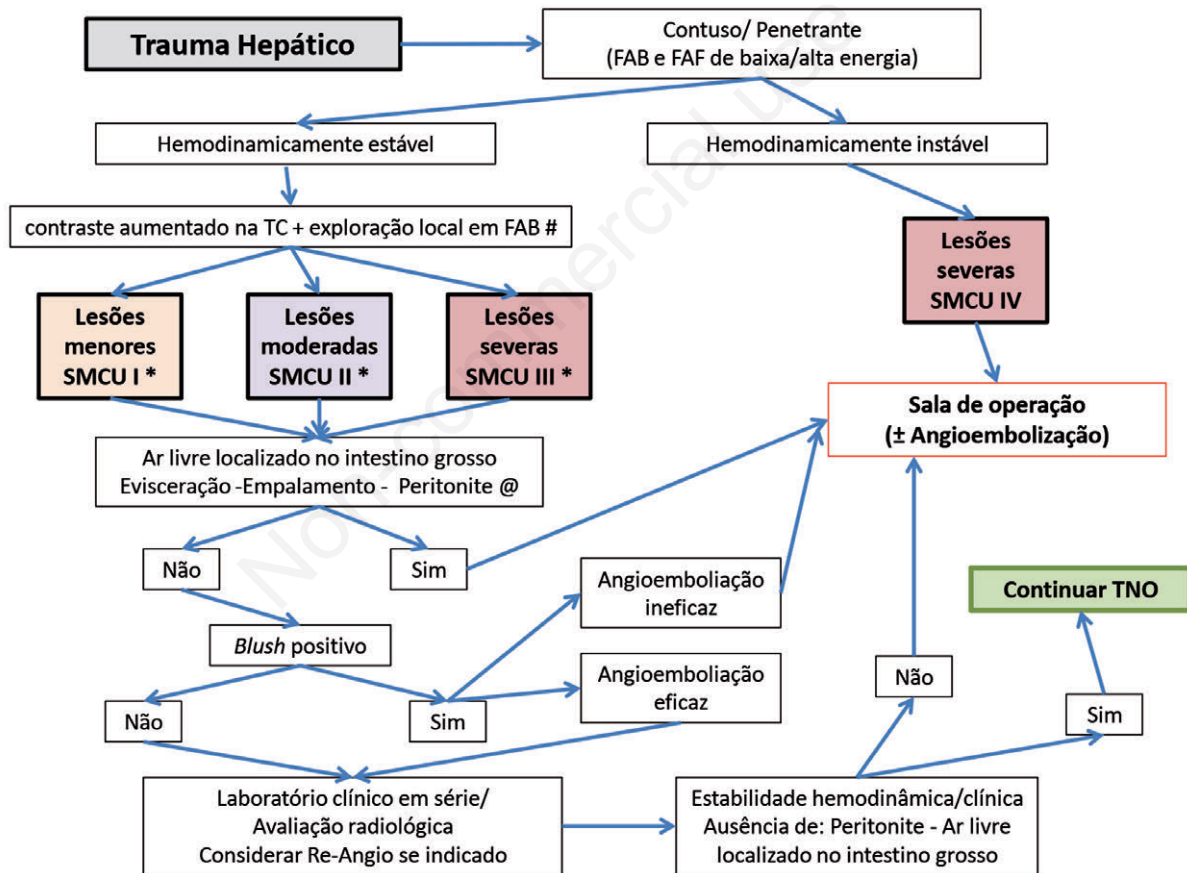 Trauma Hepático
Contuso/ Penetrante
(FAB e FAF de baixa/alta energia)
Hemodinamicamente estável
Hemodinamicamente instável
contraste aumentado na TC + exploração local em FAB #
Lesões
menores
SMCU I *
Lesões
moderadas
SMCU II *
Lesões
severas
SMCU III *
Lesões
severas
SMCU IV
Sala de operação
(± Angioembolização)
Ar livre localizado no intestino grosso
Evisceração -Empalamento - Peritonite @
Não
Sim
Angioemboliação
ineficaz
Continuar TNO
Blush positivo
Angioemboliação
eficaz
Não
Sim
Não
Sim
Laboratório clínico em série/
Avaliação radiológica
Considerar Re-Angio se indicado
Estabilidade hemodinâmica/clínica
Ausência de: Peritonite - Ar livre
localizado no intestino grosso
Non-commercial use